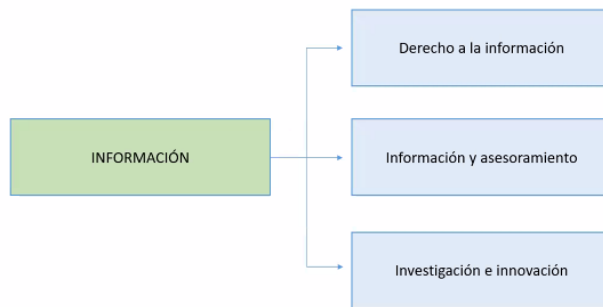 Derecho a la información
INFORMACIÓN
Información y asesoramiento
Investigación e innovación